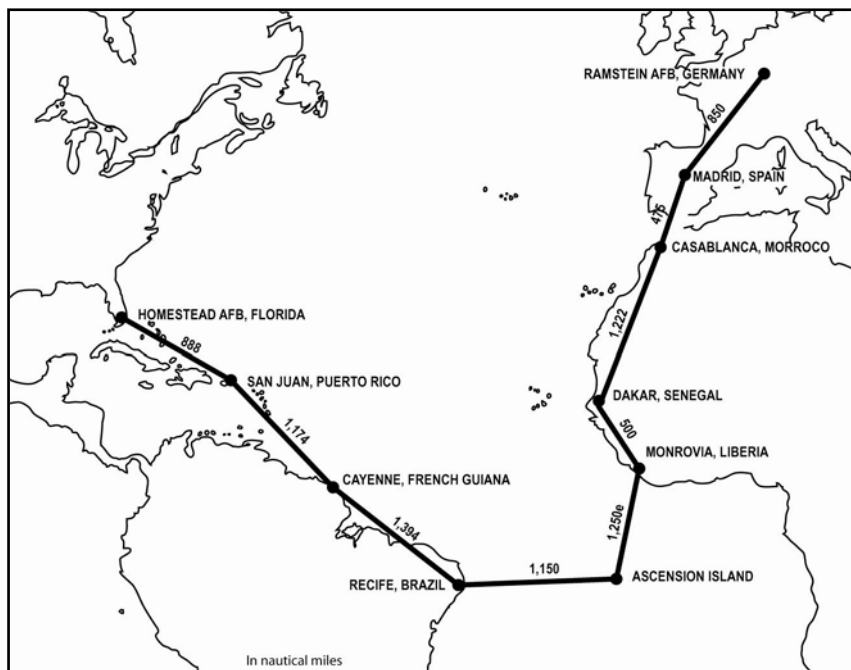 RAMSTEIN AFB, GERMANY
850
MADRID, SPAIN
475
CASABLANCA, MORROCO
HOMESTEAD AFB, FLORIDA
888
1,222
SAN JUAN, PUERTO RICO
DAKAR, SENEGAL
1,174
500
MONROVIA, LIBERIA
CAYENNE, FRENCH GUIANA
1,394
1,250e
1,150
ASCENSION ISLAND
RECIFE, BRAZIL
In nautical miles